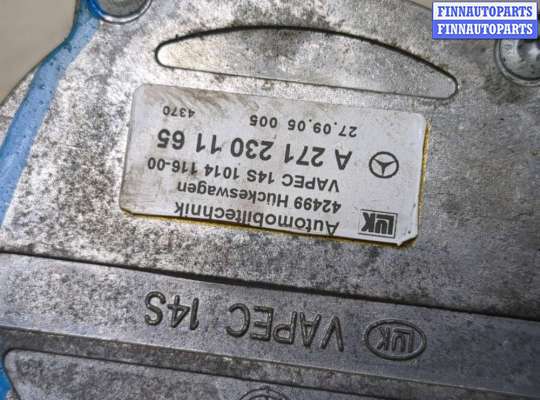 FINNAUTOPARTS
FINNAUTOPARTS
LUK Automobiltechnik
42499 Hückeswagen
VAPEC 14S 1014 116-00
A 271 230 11 65
27.09.05 005 4370
LUK VAPEC 14S